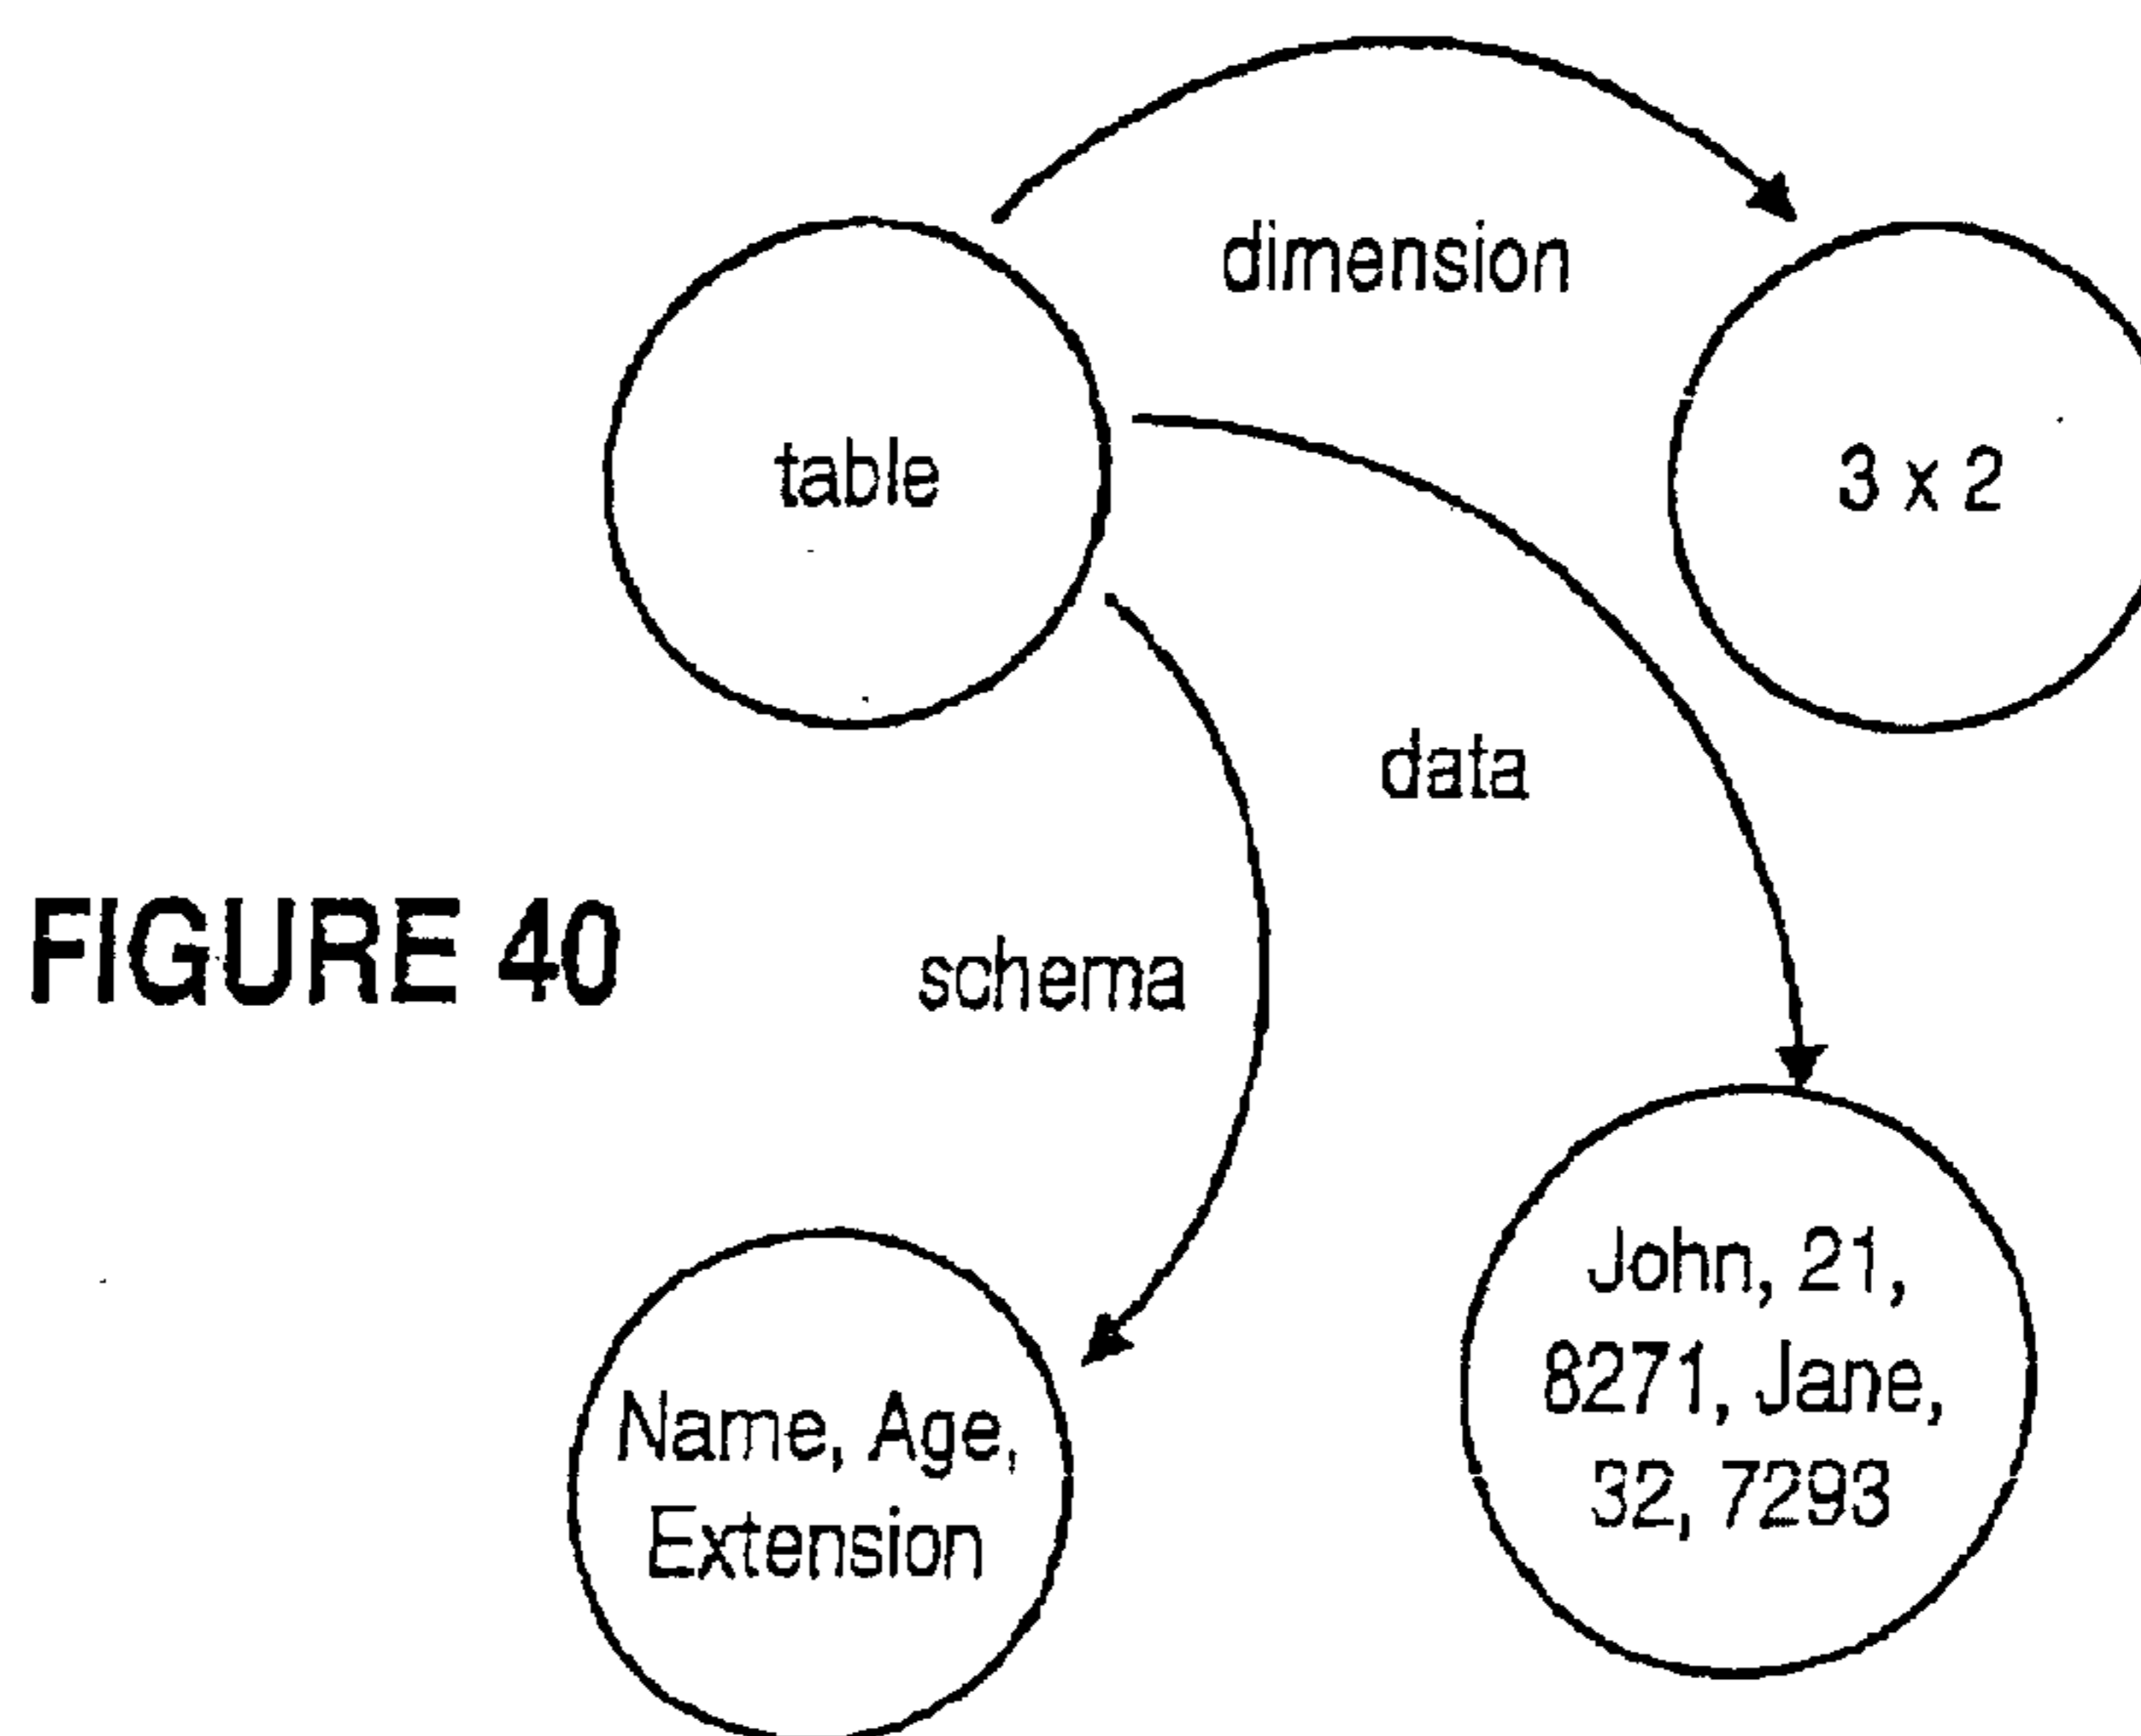 dimension
table
3 x 2
data
FIGURE 40
schema
John, 21,
8271, Jane,
32, 7293
Name, Age,
Extension